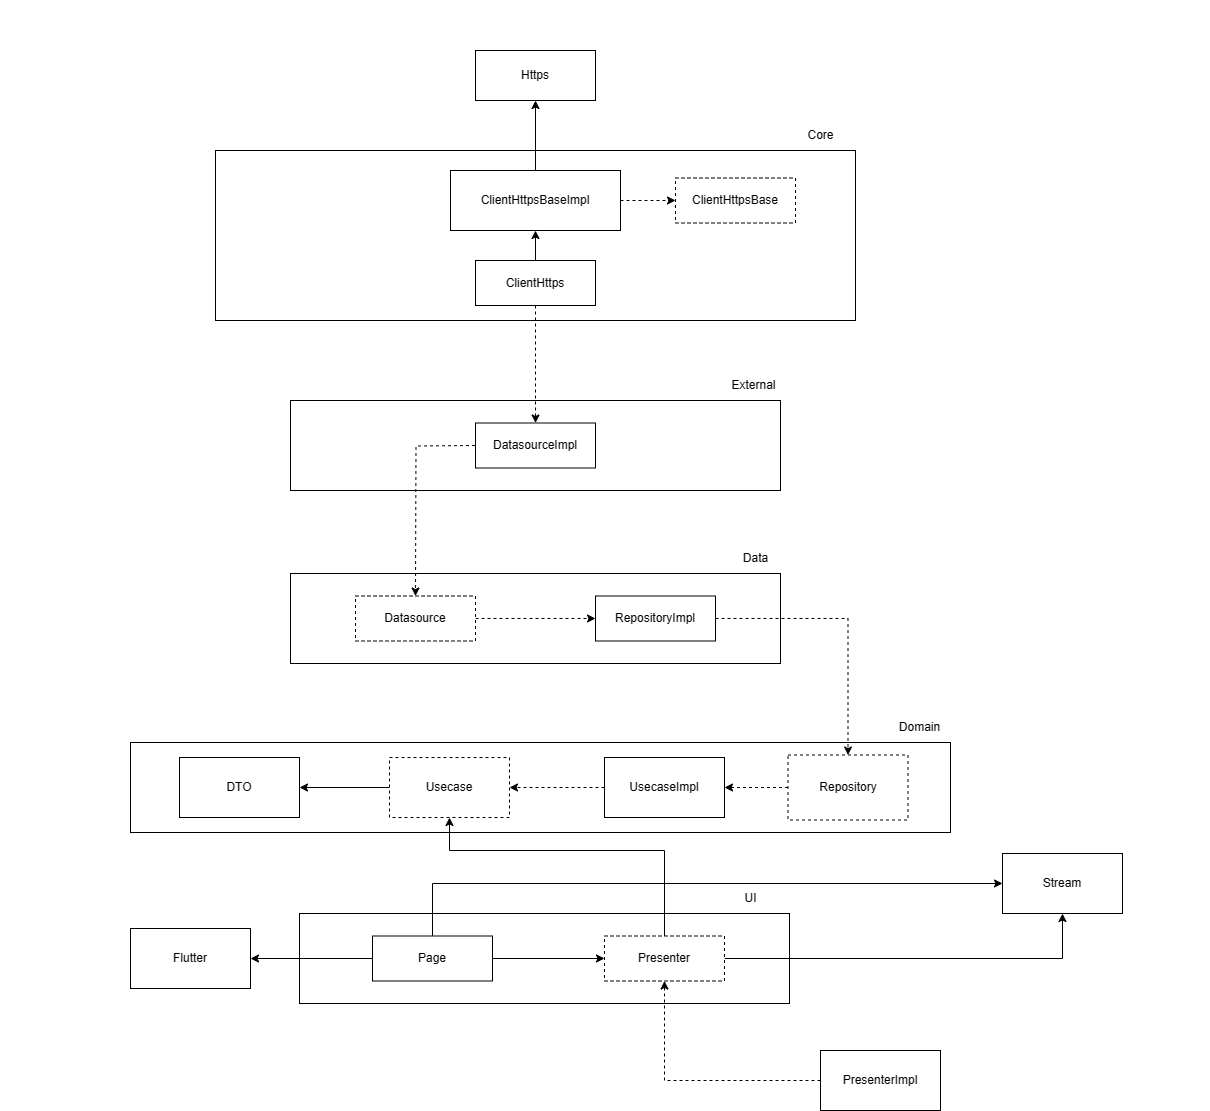 Https
Core
ClientHttpsBaseImpl
ClientHttpsBase
ClientHttps
External
DatasourceImpl
Data
Datasource
RepositoryImpl
Domain
DTO
Usecase
UsecaseImpl
Repository
Stream
UI
Flutter
Page
Presenter
PresenterImpl